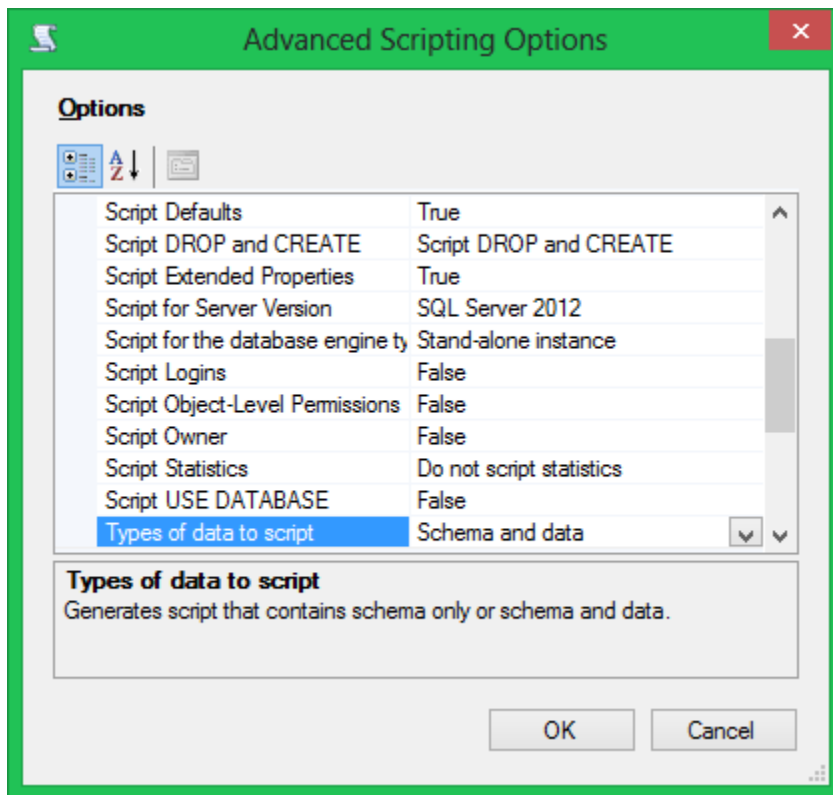 Advanced Scripting Options
Options
Script Defaults True
Script DROP and CREATE Script DROP and CREATE
Script Extended Properties True
Script for Server Version SQL Server 2012
Script for the database engine ty Stand-alone instance
Script Logins False
Script Object-Level Permissions False
Script Owner False
Script Statistics Do not script statistics
Script USE DATABASE False
Types of data to script Schema and data
Types of data to script
Generates script that contains schema only or schema and data.
OK Cancel